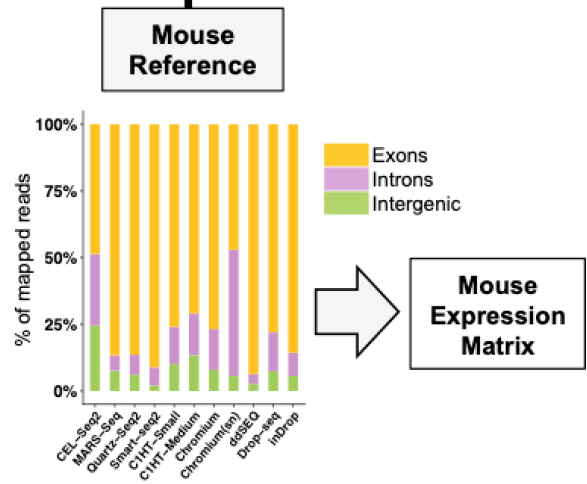 Mouse
Reference
100%
75%
50%
25%
0%
% of mapped reads
Exons
Introns
Intergenic
Mouse
Expression
Matrix
CEL-Seq2
MARS-Seq
Quartz-Seq2
Smart-seq2
C1HT-Small
C1HT-Medium
Chromium
Chromium(sn)
ddSEQ
Drop-seq
inDrop